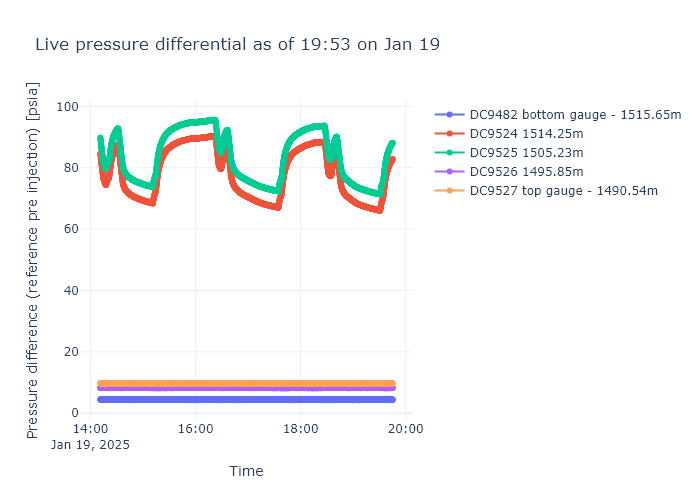 Live pressure differential as of 19:53 on Jan 19
Pressure difference (reference pre injection) [psia]
100
80
60
40
20
0
14:00
Jan 19, 2025
16:00
18:00
20:00
Time
DC9482 bottom gauge - 1515.65m
DC9524 1514.25m
DC9525 1505.23m
DC9526 1495.85m
DC9527 top gauge - 1490.54m